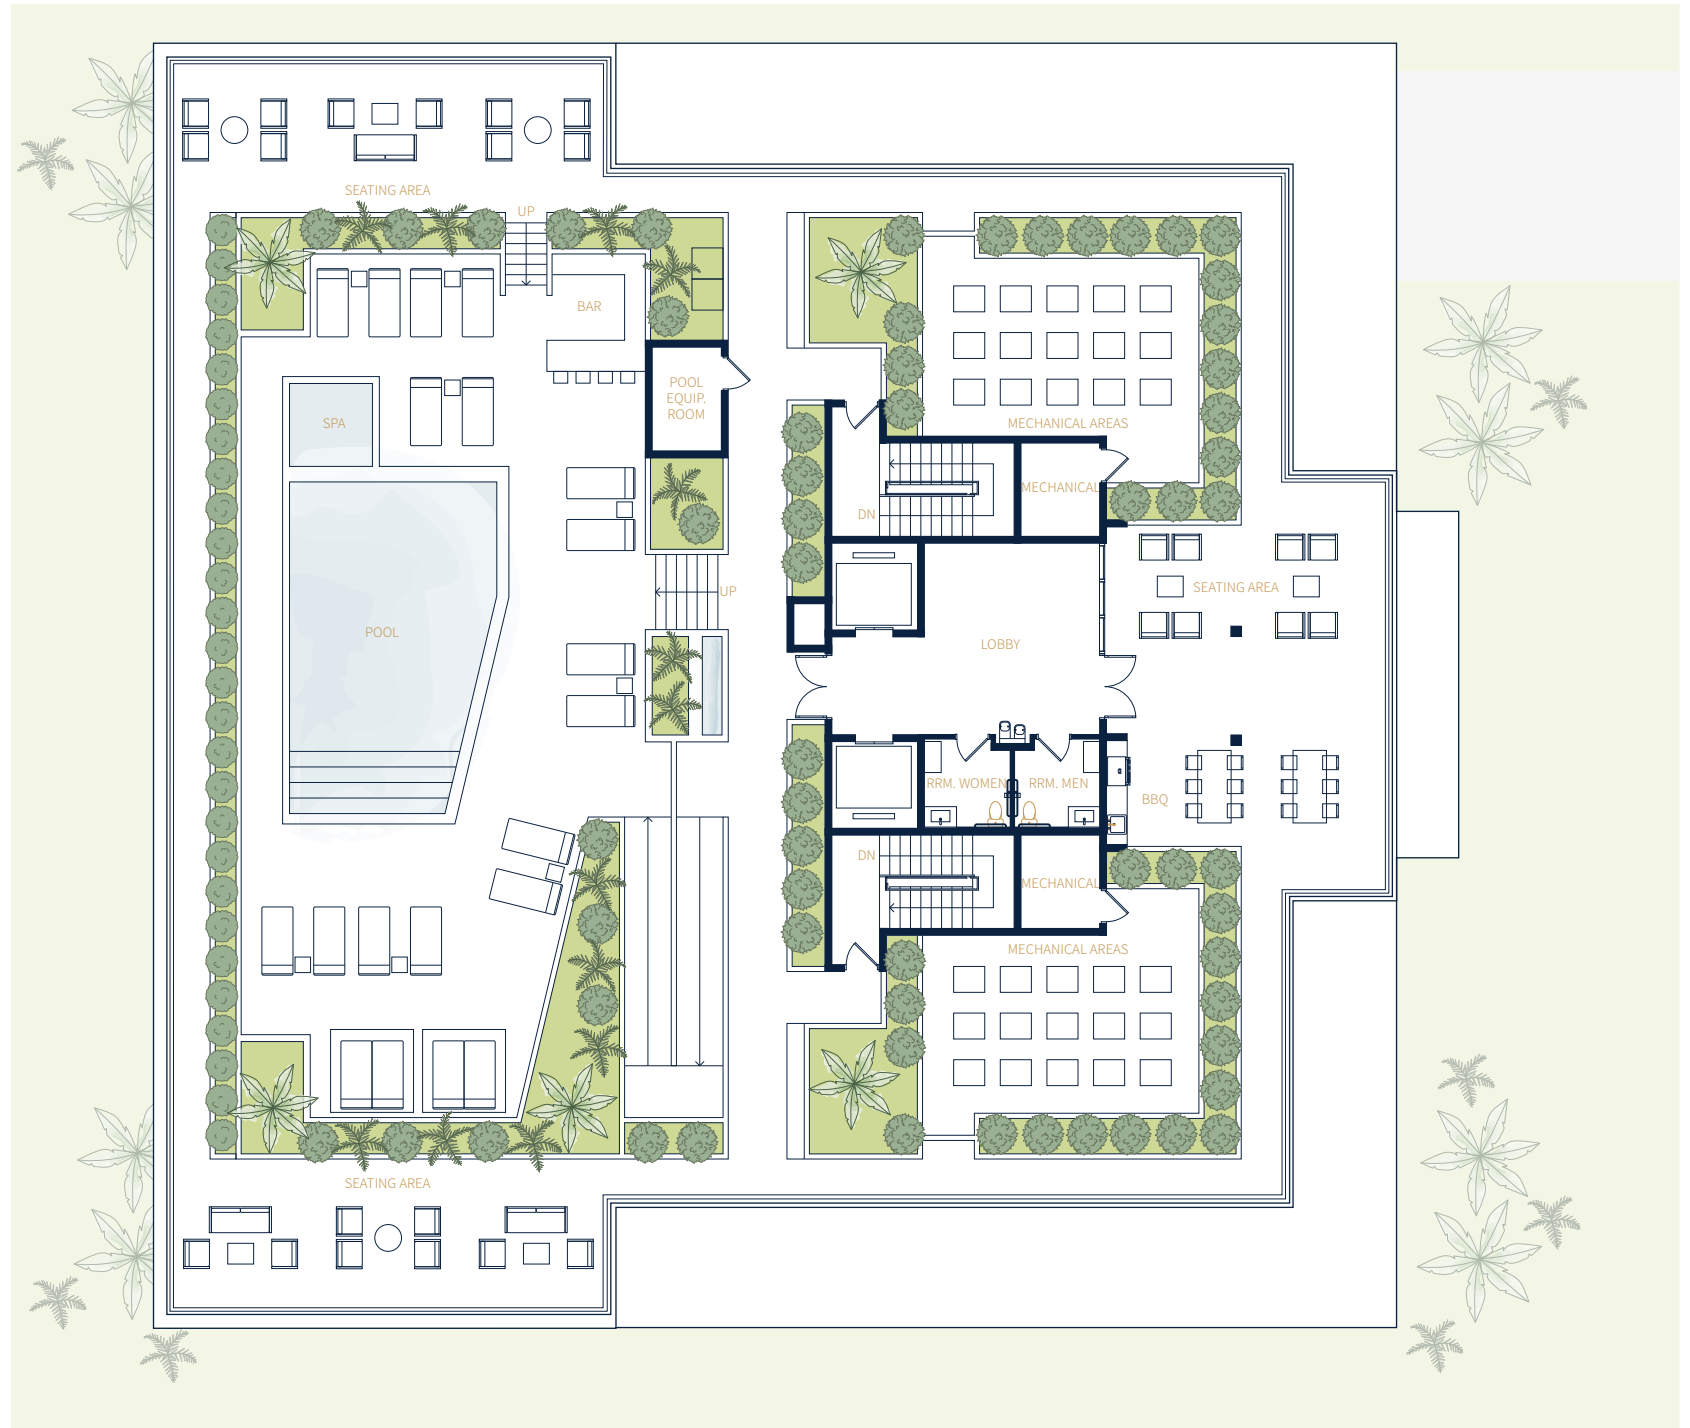 SEATING AREA
UP
BAR
POOL
EQUIP.
ROOM
SPA
MECHANICAL AREAS
MECHANICAL
DN
SEATING AREA
UP
POOL
LOBBY
RRM. WOMEN
RRM. MEN
BBQ
DN
MECHANICAL
MECHANICAL AREAS
SEATING AREA